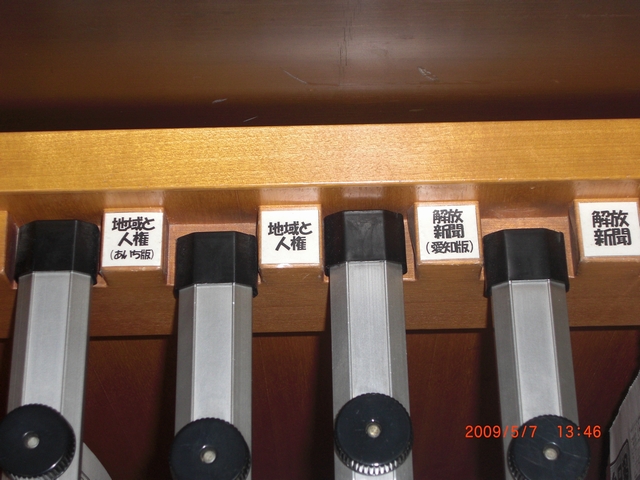 地域と
人権
(あいち版)
地域と
人権
解放
新聞
(愛知版)
解放
新聞
2009/5/7 13:46